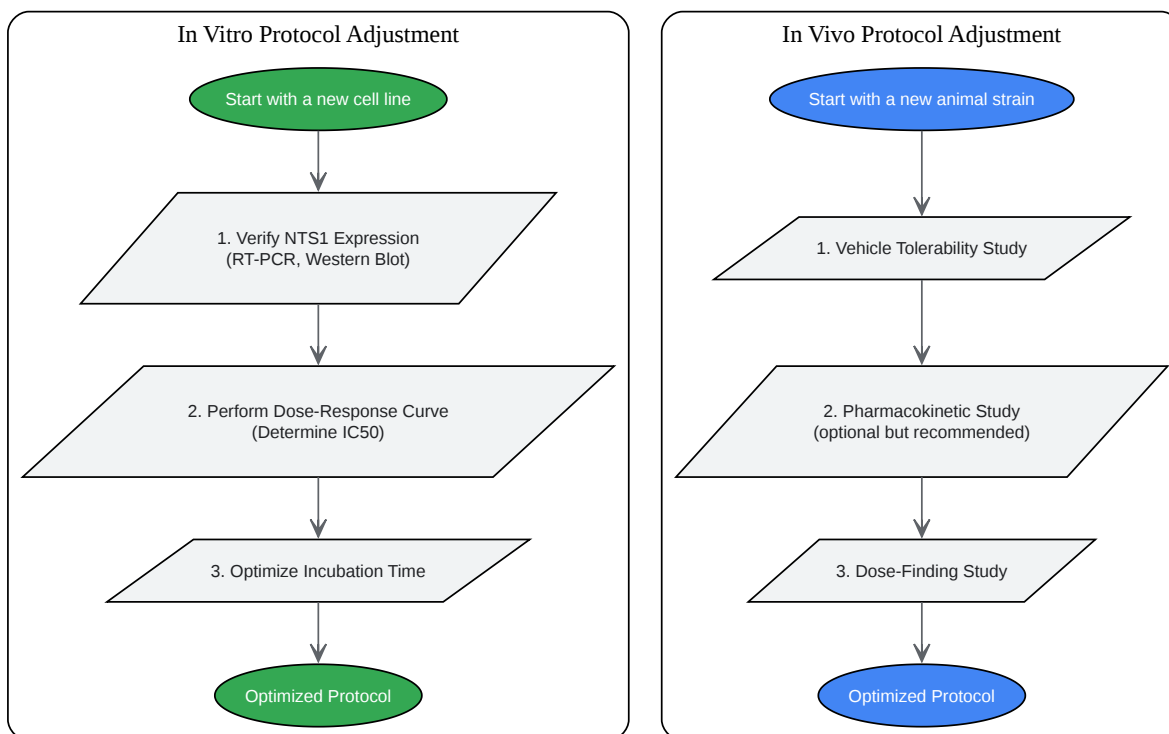 In Vitro Protocol Adjustment
Start with a new cell line
1. Verify NTS1 Expression
(RT-PCR, Western Blot)
2. Perform Dose-Response Curve
(Determine IC50)
3. Optimize Incubation Time
Optimized Protocol
In Vivo Protocol Adjustment
Start with a new animal strain
1. Vehicle Tolerability Study
2. Pharmacokinetic Study
(optional but recommended)
3. Dose-Finding Study
Optimized Protocol